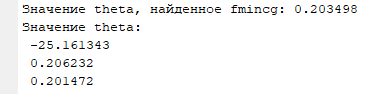 Значение theta, найденное fmincg: 0.203498
Значение theta:
-25.161343
0.206232
0.201472